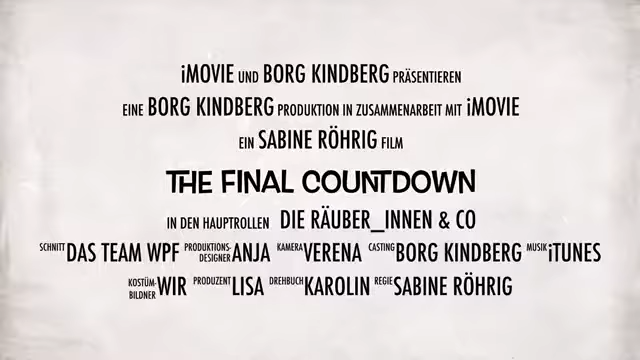 iMOVIE UND BORG KINDBERG PRÄSENTIEREN
EINE BORG KINDBERG PRODUKTION IN ZUSAMMENARBEIT MIT iMOVIE
EIN SABINE RÖHRIG FILM
THE FINAL COUNTDOWN
IN DEN HAUPTROLLEN DIE RÄUBER_INNEN & CO
SCHNITT DAS TEAM WPF PRODUKTIONS-DESIGNER ANJA KAMERA VERENA CASTING BORG KINDBERG MUSIK iTUNES
KOSTÜM-BILDNER WIR PRODUZENT LISA DREHBUCH KAROLIN REGIE SABINE RÖHRIG